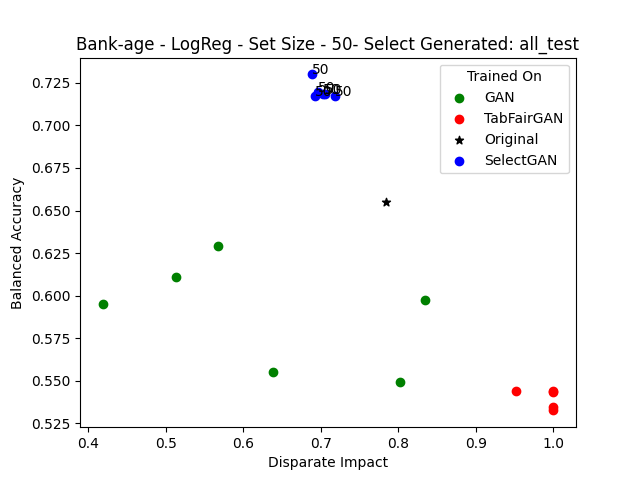 Bank-age - LogReg - Set Size - 50- Select Generated: all_test
0.725
0.700
0.675
0.650
0.625
0.600
0.575
0.550
0.525
Balanced Accuracy
50
50
50
Trained On
GAN
TabFairGAN
Original
SelectGAN
0.4 0.5 0.6 0.7 0.8 0.9 1.0
Disparate Impact